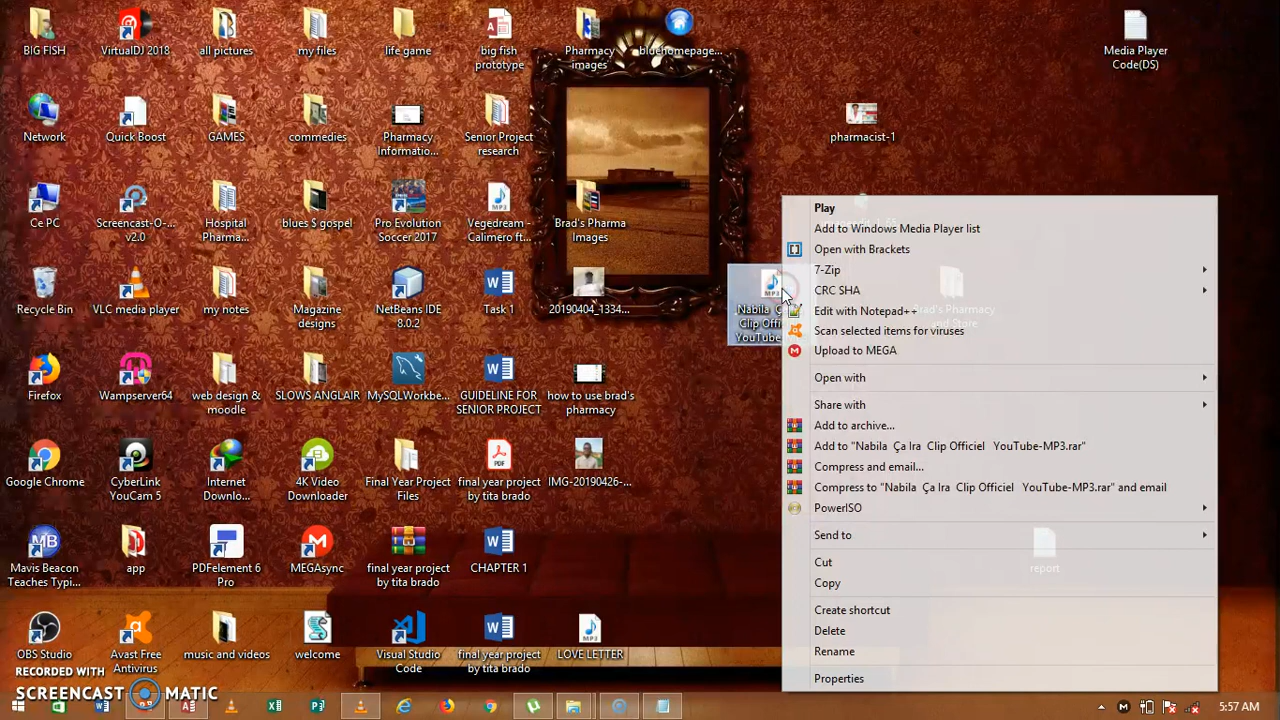 BIG FISH
VirtualDJ 2018
all pictures
my files
life game
big fish
prototype
Pharmacy
images
bluehomepage...
Media Player
Code(DS)
Network
Quick Boost
GAMES
commedies
Pharmacy
Informatio...
Senior Project
research
pharmacist-1
Ce PC
Screencast-O-...
v2.0
Hospital
Pharma...
blues $ gospel
Pro Evolution
Soccer 2017
Vegedream -
Calimero ft...
Brad's Pharma
Images
Recycle Bin
VLC media player
my notes
Magazine
designs
NetBeans IDE
8.0.2
Task 1
20190404_1334...
Nabila
Clip Offi
YouTube
Brad's Pharmacy
and Store
Firefox
Wampserver64
web design &
moodle
SLOWS ANGLAIR
MySQLWorkbe...
GUIDELINE FOR
SENIOR PROJECT
how to use brad's
pharmacy
Google Chrome
CyberLink
YouCam 5
Internet
Downlo...
4K Video
Downloader
Final Year Project
Files
final year project
by tita brado
IMG-20190426-...
Mavis Beacon
Teaches Typi...
app
PDFelement 6
Pro
MEGAsync
final year project
by tita brado
CHAPTER 1
report
OBS Studio
Avast Free
Antivirus
music and videos
welcome
Visual Studio
Code
final year project
by tita brado
LOVE LETTER
Play
Add to Windows Media Player list
Open with Brackets
7-Zip
CRC SHA
Edit with Notepad++
Scan selected items for viruses
Upload to MEGA
Open with
Share with
Add to archive...
Add to "Nabila Ça Ira Clip Officiel YouTube-MP3.rar"
Compress and email...
Compress to "Nabila Ça Ira Clip Officiel YouTube-MP3.rar" and email
PowerISO
Send to
Cut
Copy
Create shortcut
Delete
Rename
Properties
RECORDED WITH
SCREENCAST MATIC
5:57 AM